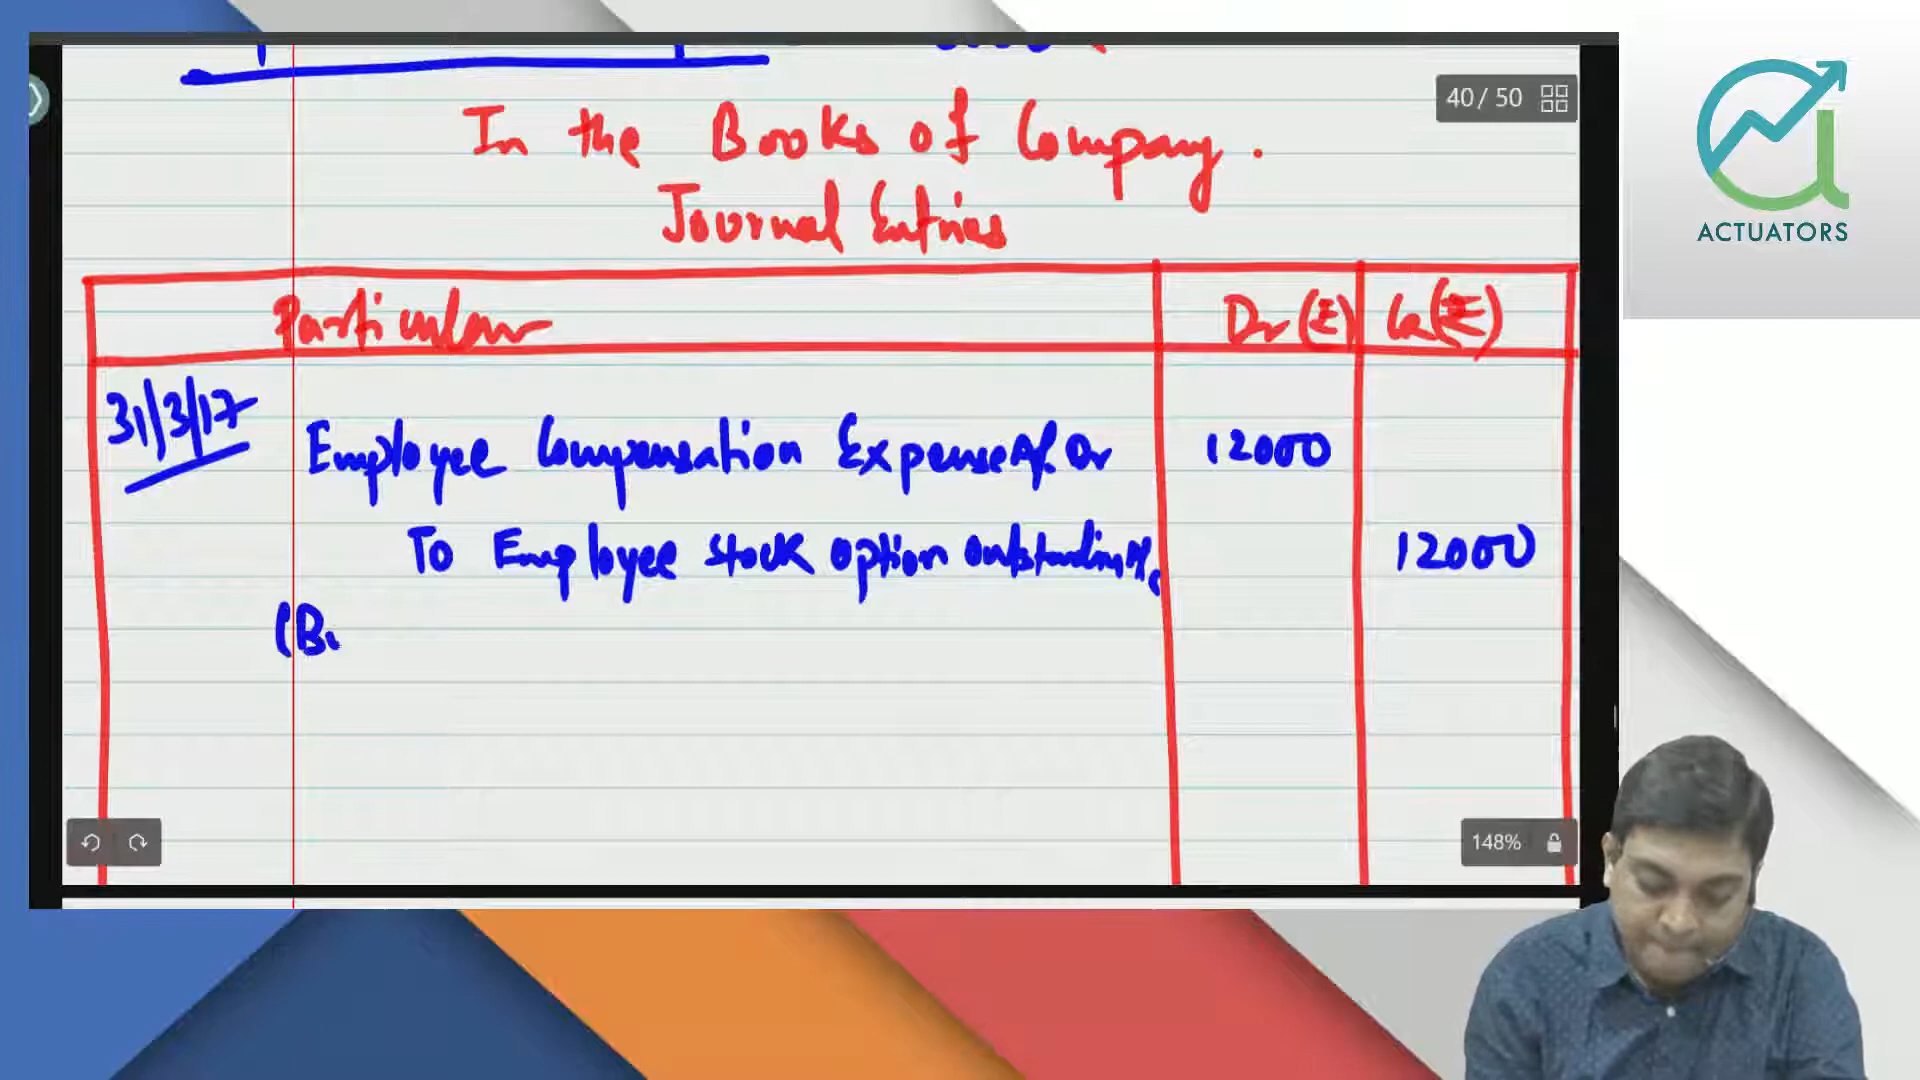 In the Books of Company.
Journal Entries
Particulars Dr (₹) Cr (₹)
31/3/17 Employee Compensation Expense A/c Dr 12000
To Employee Stock option outstanding A/c 12000
(B
40 / 50
148%
ACTUATORS